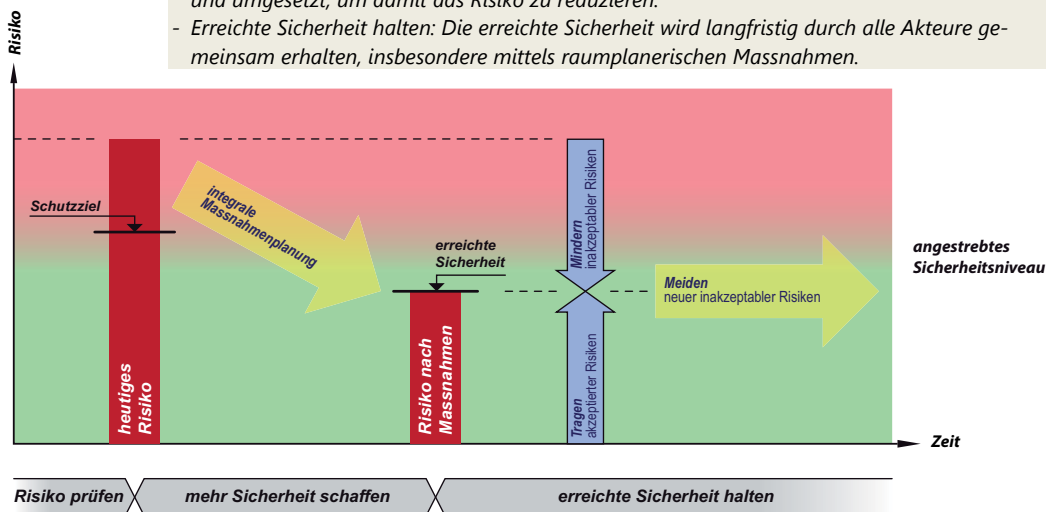 und umgesetzt, um damit das Risiko zu reduzieren.
- Erreichte Sicherheit halten: Die erreichte Sicherheit wird langfristig durch alle Akteure ge-
meinsam erhalten, insbesondere mittels raumplanerischen Massnahmen.
Risiko
Schutzziel
heutiges
Risiko
integrale
Massnahmenplanung
erreichte
Sicherheit
Risiko nach
Massnahmen
Mindern
inakzeptabler Risiken
Tragen
akzeptierter Risiken
Meiden
neuer inakzeptabler Risiken
angestrebtes
Sicherheitsniveau
Zeit
Risiko prüfen
mehr Sicherheit schaffen
erreichte Sicherheit halten